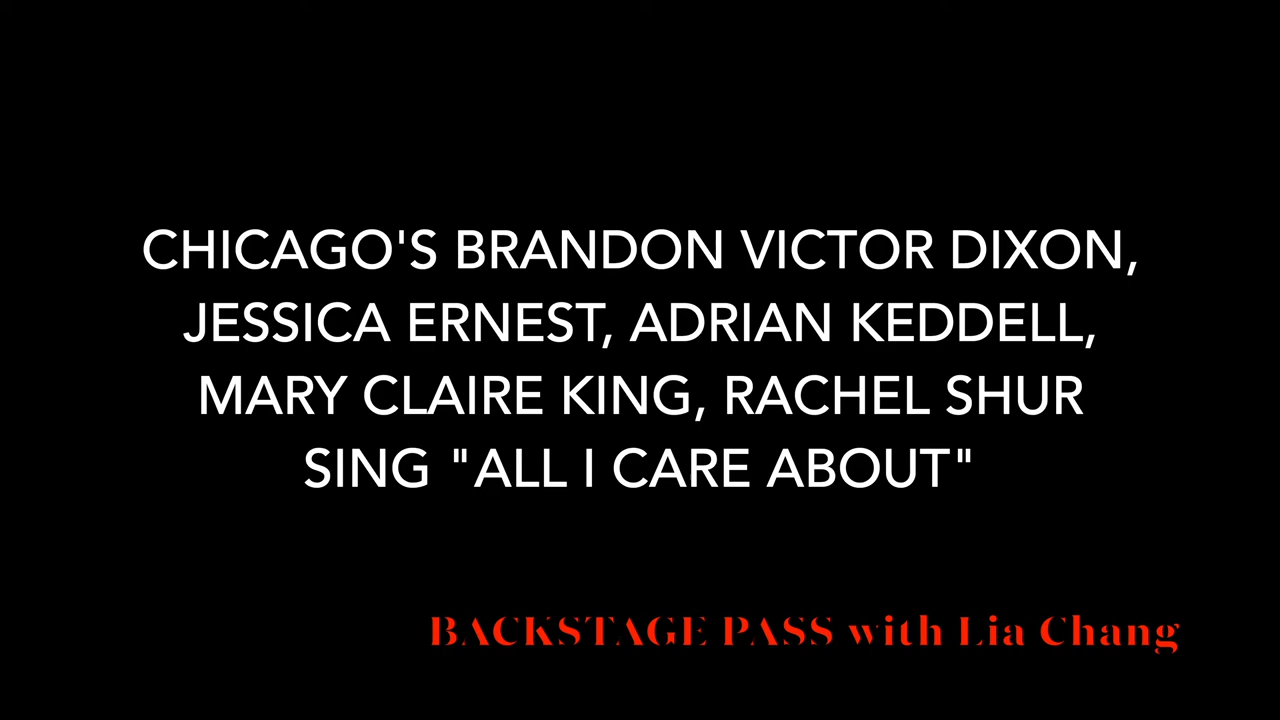 CHICAGO'S BRANDON VICTOR DIXON,
JESSICA ERNEST, ADRIAN KEDDELL,
MARY CLAIRE KING, RACHEL SHUR
SING "ALL I CARE ABOUT"
BACKSTAGE PASS with Lia Chang